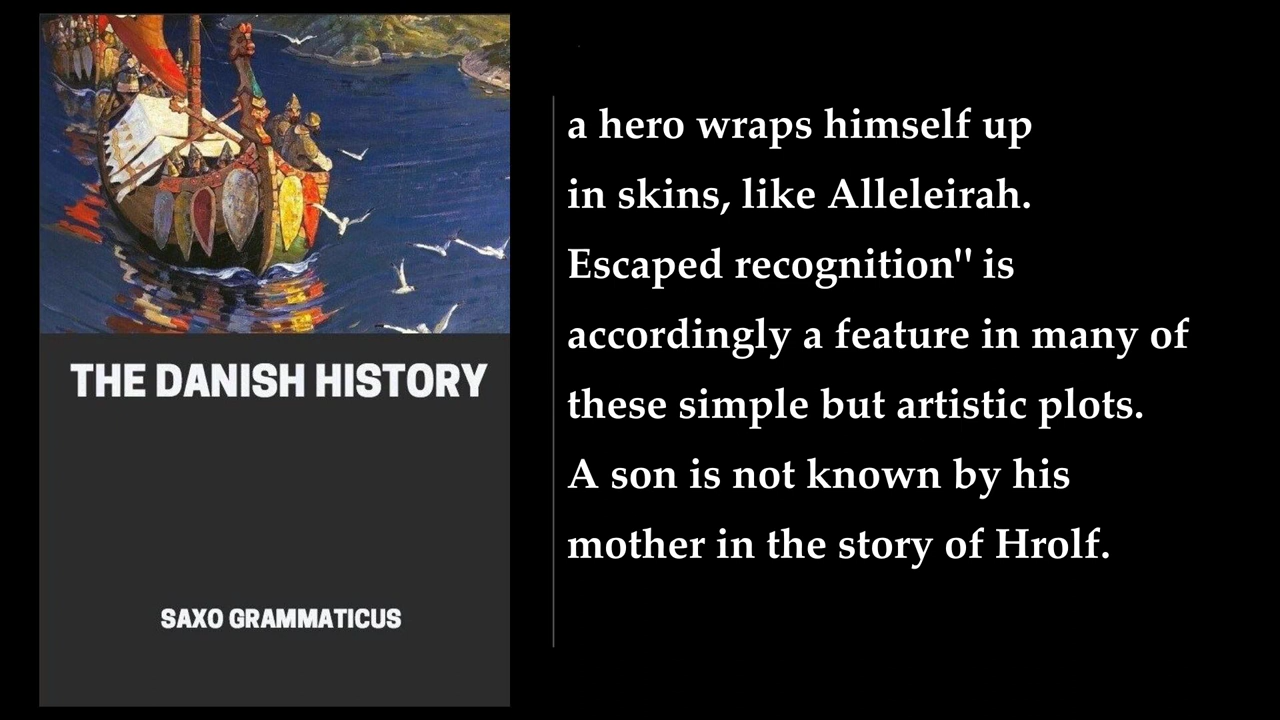 THE DANISH HISTORY
SAXO GRAMMATICUS
a hero wraps himself up
in skins, like Alleleirah.
Escaped recognition" is
accordingly a feature in many of
these simple but artistic plots.
A son is not known by his
mother in the story of Hrolf.